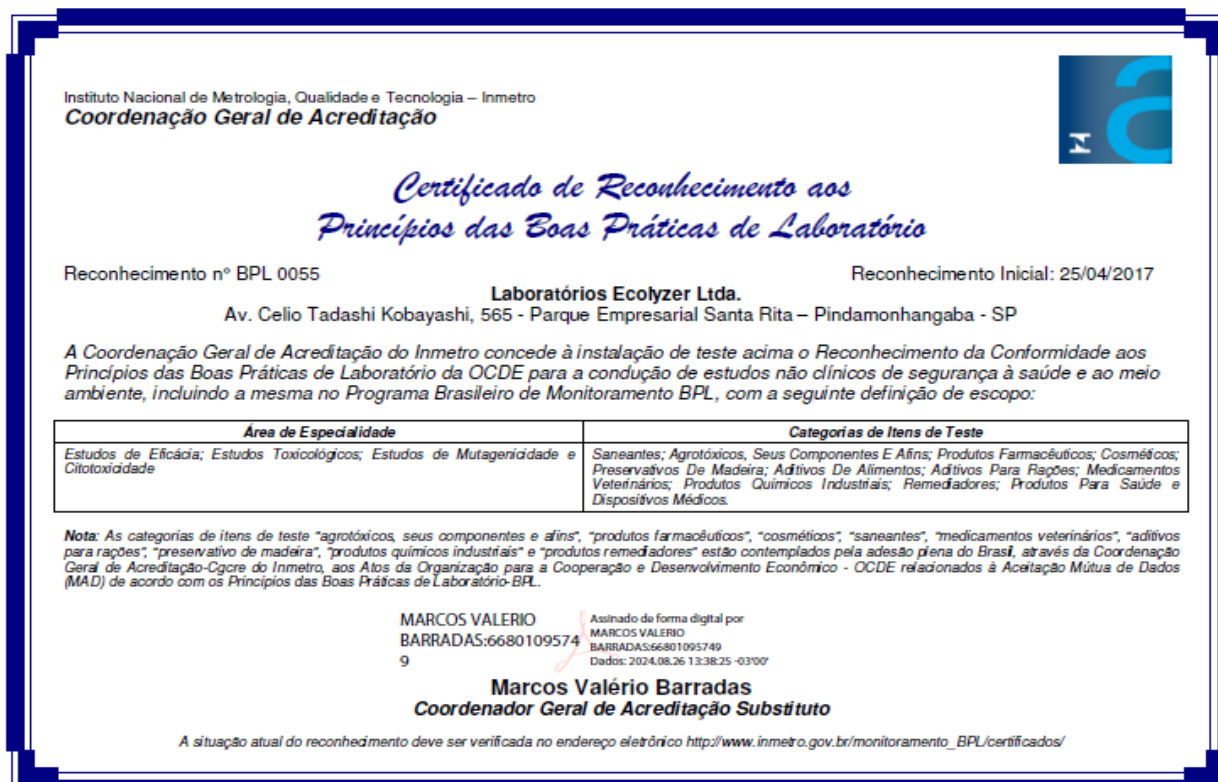 Instituto Nacional de Metrologia, Qualidade e Tecnologia – Inmetro
Coordenação Geral de Acreditação
Certificado de Reconhecimento aos
Princípios das Boas Práticas de Laboratório
Reconhecimento nº BPL 0055
Reconhecimento Inicial: 25/04/2017
Laboratórios Ecolyzer Ltda.
Av. Celio Tadashi Kobayashi, 565 - Parque Empresarial Santa Rita – Pindamonhangaba - SP
A Coordenação Geral de Acreditação do Inmetro concede à instalação de teste acima o Reconhecimento da Conformidade aos
Princípios das Boas Práticas de Laboratório da OCDE para a condução de estudos não clínicos de segurança à saúde e ao meio
ambiente, incluindo a mesma no Programa Brasileiro de Monitoramento BPL, com a seguinte definição de escopo:
Área de Especialidade
Estudos de Eficácia; Estudos Toxicológicos; Estudos de Mutagenicidade e
Citotoxicidade
Categorias de Itens de Teste
Saneantes; Agrotóxicos, Seus Componentes E Afins; Produtos Farmacêuticos; Cosméticos;
Preservativos De Madeira; Aditivos De Alimentos; Aditivos Para Rações; Medicamentos
Veterinários; Produtos Químicos Industriais; Remediadores; Produtos Para Saúde e
Dispositivos Médicos.
Nota: As categorias de itens de teste "agrotóxicos, seus componentes e afins", "produtos farmacêuticos", "cosméticos", "saneantes", "medicamentos veterinários", "aditivos
para rações", "preservativo de madeira", "produtos químicos industriais" e "produtos remediadores" estão contemplados pela adesão plena do Brasil, através da Coordenação
Geral de Acreditação-Cgcre do Inmetro, aos Atos da Organização para a Cooperação e Desenvolvimento Econômico - OCDE relacionados à Aceitação Mútua de Dados
(MAD) de acordo com os Princípios das Boas Práticas de Laboratório-BPL.
MARCOS VALERIO
BARRADAS:6680109574
9
Assinado de forma digital por
MARCOS VALERIO
BARRADAS:66801095749
Dados: 2024.08.26 13:38:25 -03'00'
Marcos Valério Barradas
Coordenador Geral de Acreditação Substituto
A situação atual do reconhecimento deve ser verificada no endereço eletrônico http://www.inmetro.gov.br/monitoramento_BPL/certificados/